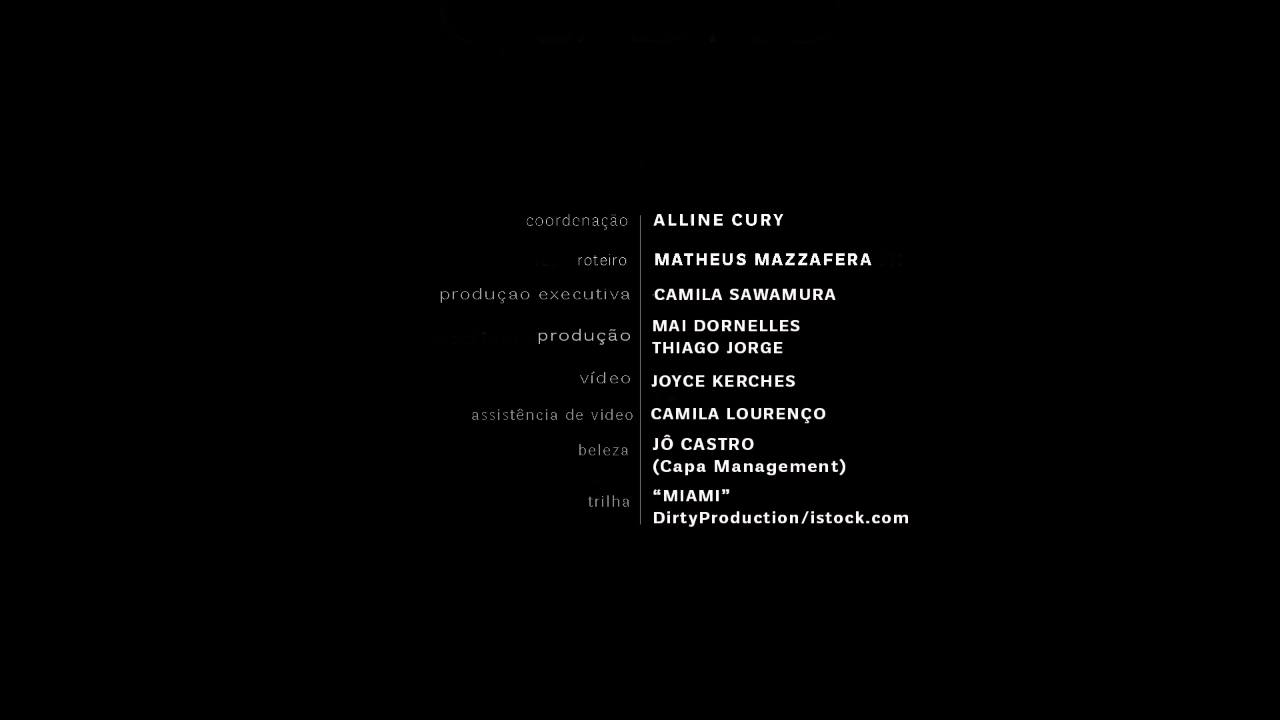 coordenação ALLINE CURY
roteiro MATHEUS MAZZAFERA
produçao executiva CAMILA SAWAMURA
produção MAI DORNELLES
THIAGO JORGE
vídeo JOYCE KERCHES
assistência de vídeo CAMILA LOURENÇO
beleza JÔ CASTRO
(Capa Management)
trilha “MIAMI”
DirtyProduction/istock.com